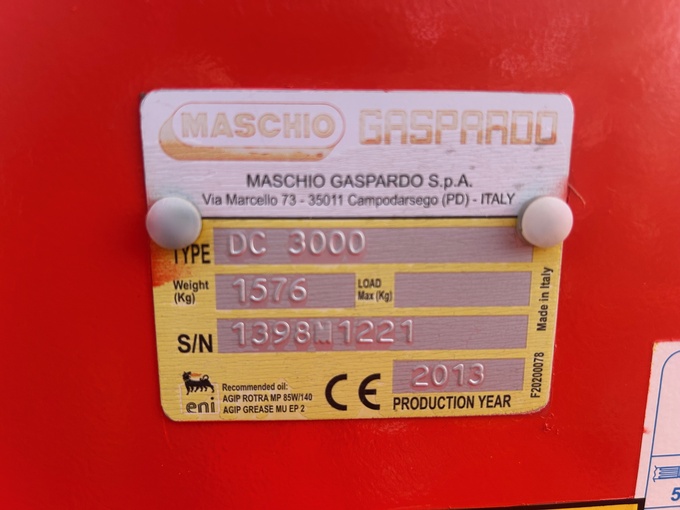 MASCHIO GASPARDO
MASCHIO GASPARDO S.p.A.
Via Marcello 73 - 35011 Campodarsego (PD) - ITALY
TYPE DC 3000
Weight (Kg) 1576 LOAD Max (Kg)
S/N 1398M1221
Made in Italy
F20200078
eni
Recommended oil:
AGIP ROTRA MP 85W/140
AGIP GREASE MU EP 2
CE 2013
PRODUCTION YEAR
5